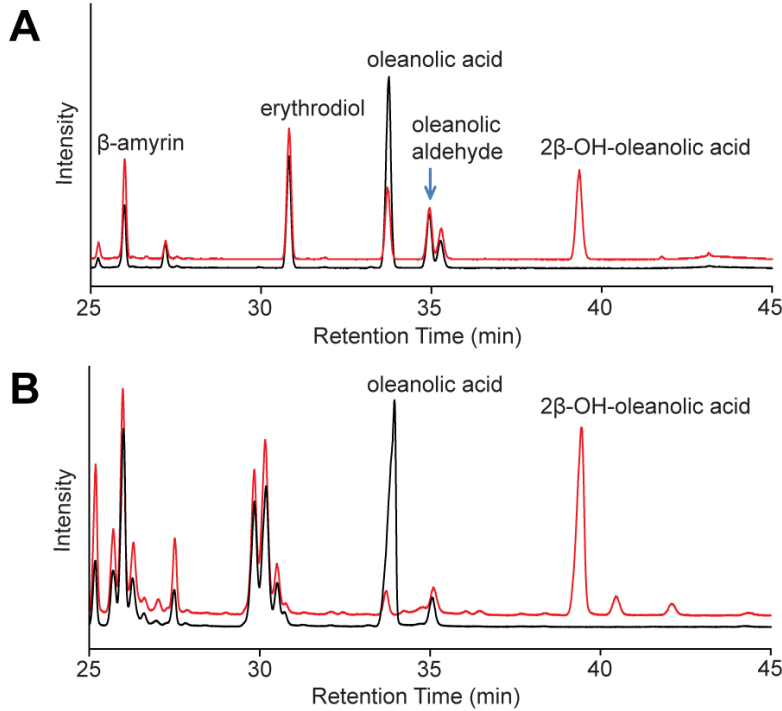 A
oleanolic acid
erythrodiol
oleanolic
aldehyde
β-amyrin
2β-OH-oleanolic acid
Intensity
25
30
35
40
45
Retention Time (min)
B
oleanolic acid
2β-OH-oleanolic acid
Intensity
25
30
35
40
45
Retention Time (min)